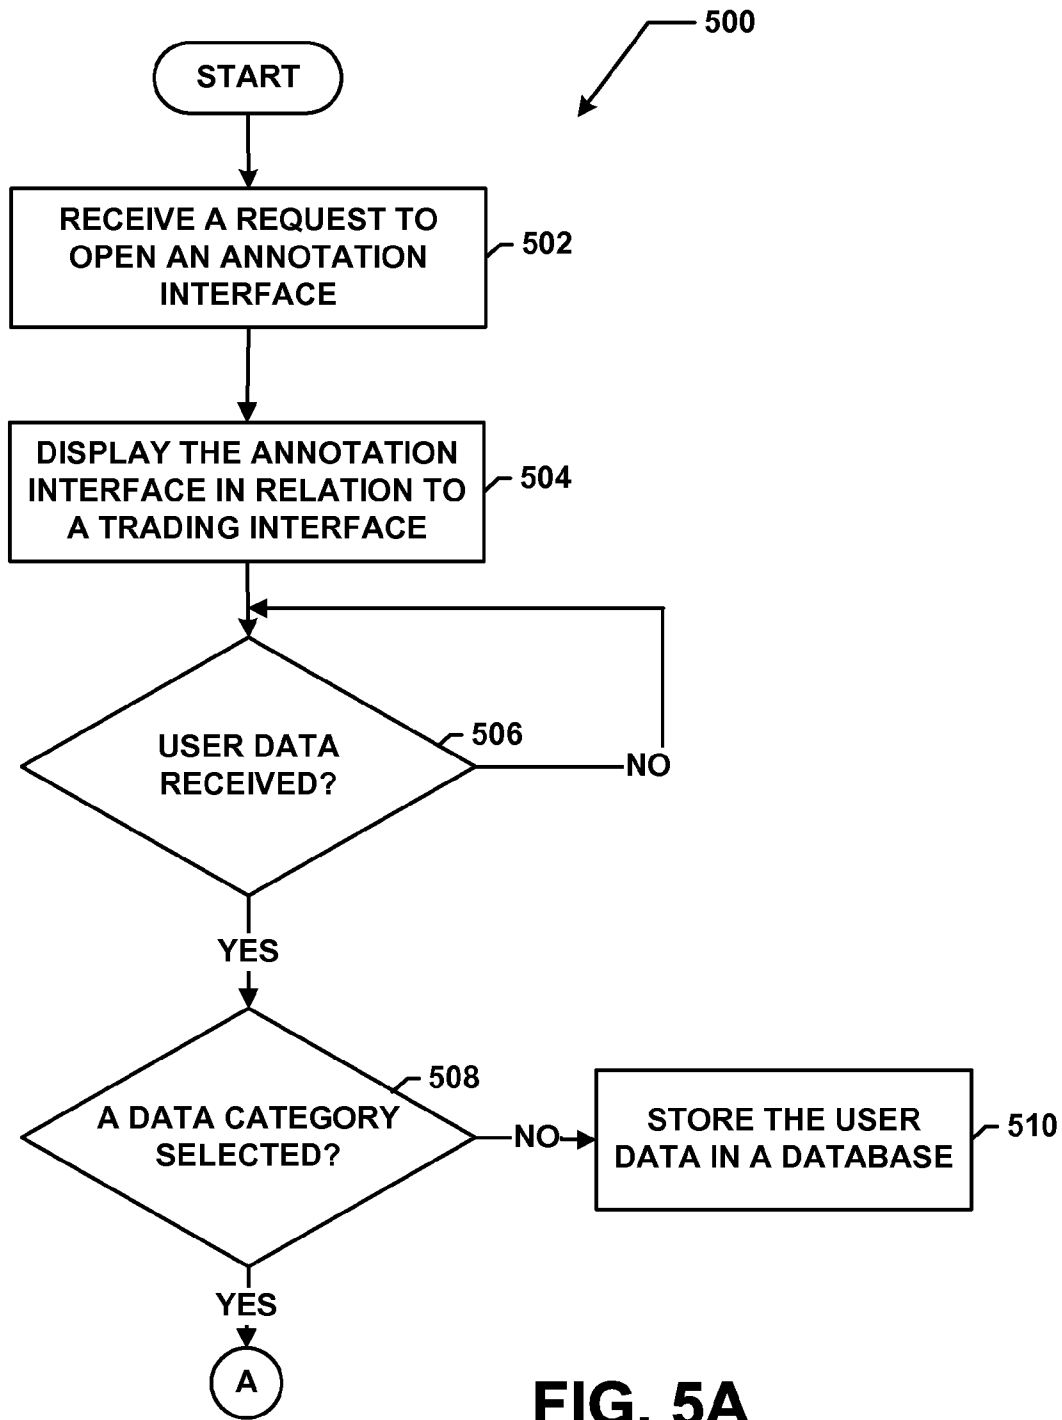 500
START
RECEIVE A REQUEST TO
OPEN AN ANNOTATION
INTERFACE
502
DISPLAY THE ANNOTATION
INTERFACE IN RELATION TO
A TRADING INTERFACE
504
USER DATA
RECEIVED?
506
NO
YES
A DATA CATEGORY
SELECTED?
508
NO
STORE THE USER
DATA IN A DATABASE
510
YES
A
FIG. 5A